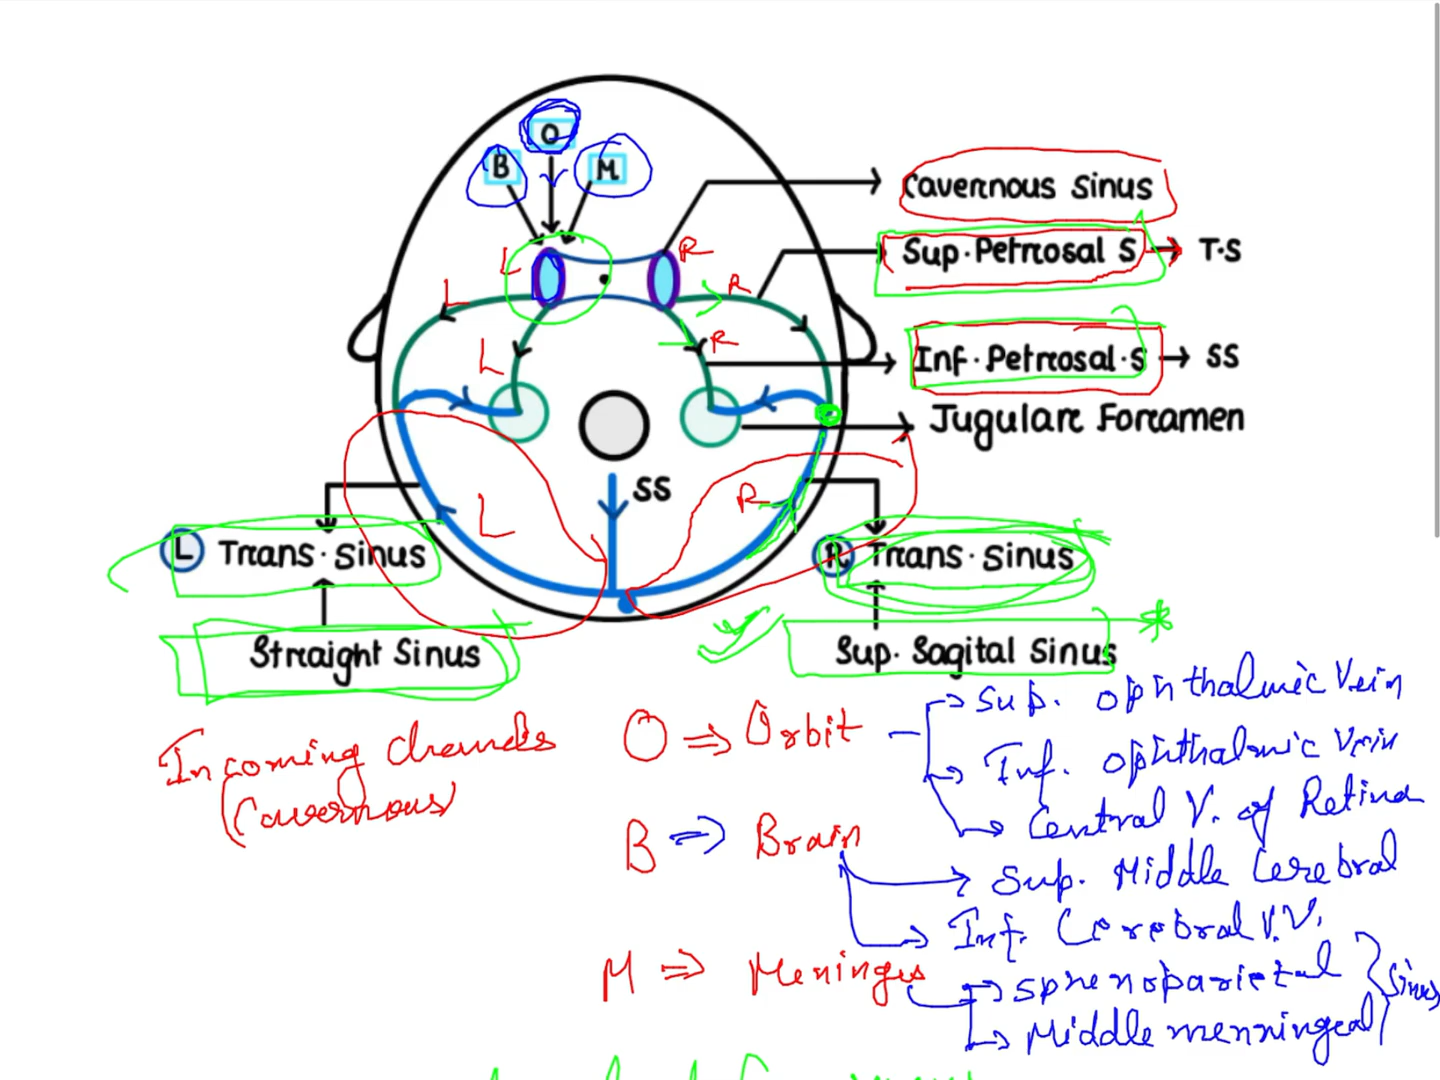 O
B
M
Cavernous Sinus
L
R
Sup. Petrosal S → T.S
L
R
L
R
Inf. Petrosal.S → SS
Jugular Foramen
SS
L
R
L Trans. Sinus
R Trans. Sinus
Straight Sinus
Sup. Sagital Sinus
Incoming channels
(Cavernous)
O ⇒ Orbit
Sup. ophthalmic vein
Inf. ophthalmic vein
Central V. of Retina
B ⇒ Brain
Sup. Middle Cerebral
Inf. Cerebral V.V.
M ⇒ Meninges
sphenoparietal
Middle menningeal
} Sinus